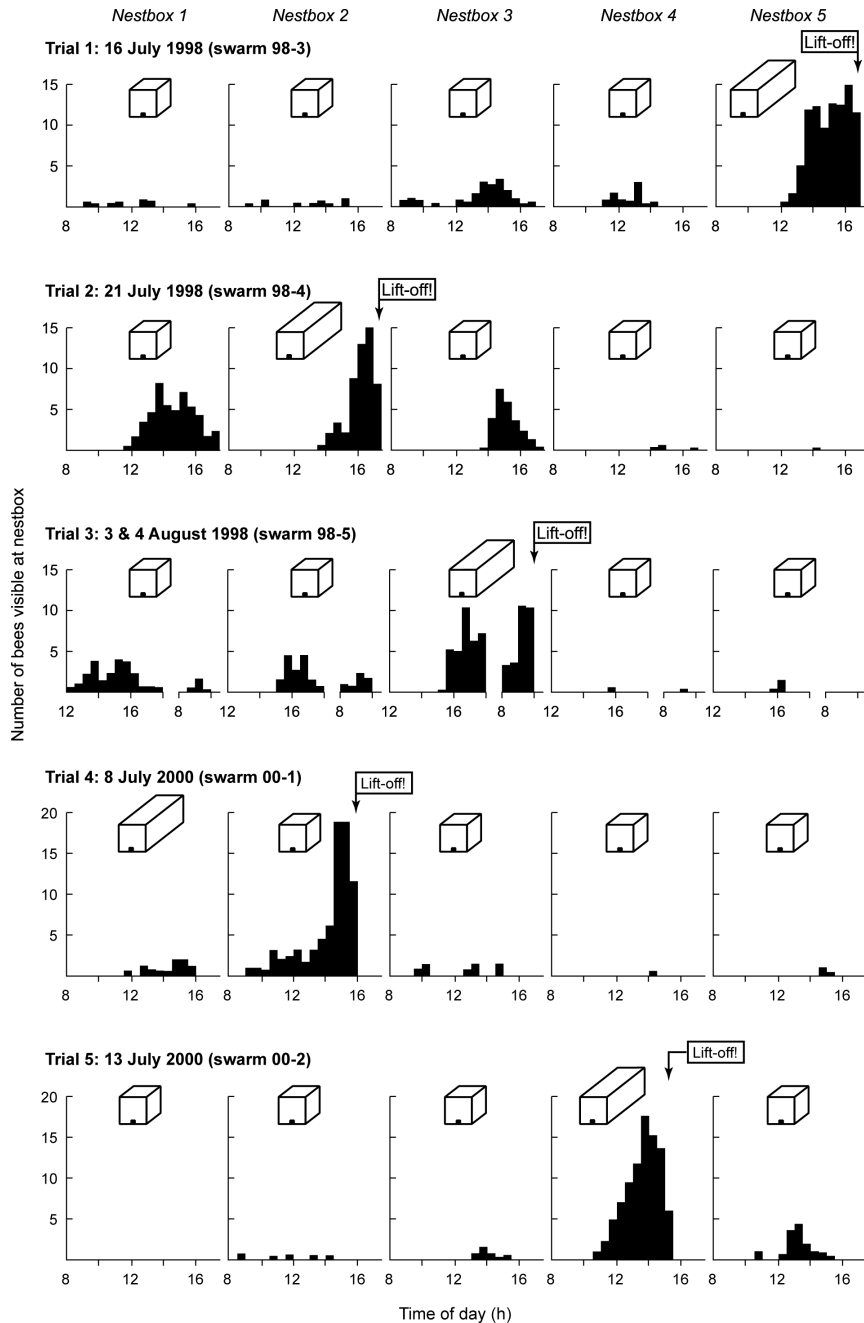 Nestbox 1 Nestbox 2 Nestbox 3 Nestbox 4 Nestbox 5
Trial 1: 16 July 1998 (swarm 98-3)
Lift-off!
15
10
5
8 12 16 8 12 16 8 12 16 8 12 16 8 12 16
Trial 2: 21 July 1998 (swarm 98-4)
Lift-off!
15
10
5
8 12 16 8 12 16 8 12 16 8 12 16 8 12 16
Number of bees visible at nestbox
Trial 3: 3 & 4 August 1998 (swarm 98-5)
Lift-off!
15
10
5
12 16 8 10 12 16 8 10 12 16 8 10 12 16 8 10 12 16 8 10
Trial 4: 8 July 2000 (swarm 00-1)
Lift-off!
20
15
10
5
8 12 16 8 12 16 8 12 16 8 12 16 8 12 16
Trial 5: 13 July 2000 (swarm 00-2)
Lift-off!
20
15
10
5
8 12 16 8 12 16 8 12 16 8 12 16 8 12 16
Time of day (h)